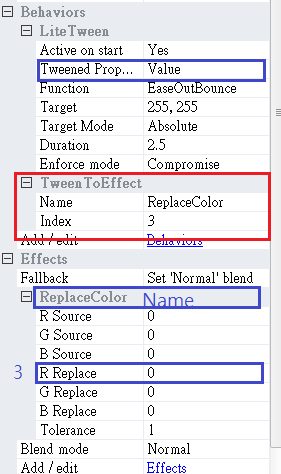 Behaviors
LiteTween
Active on start Yes
Tweened Prop... Value
Function EaseOutBounce
Target 255, 255
Target Mode Absolute
Duration 2.5
Enforce mode Compromise
TweenToEffect
Name ReplaceColor
Index 3
Add / edit Behaviors
Effects
Fallback Set 'Normal' blend
ReplaceColor Name
R Source 0
G Source 0
B Source 0
3 R Replace 0
G Replace 0
B Replace 0
Tolerance 1
Blend mode Normal
Add / edit Effects